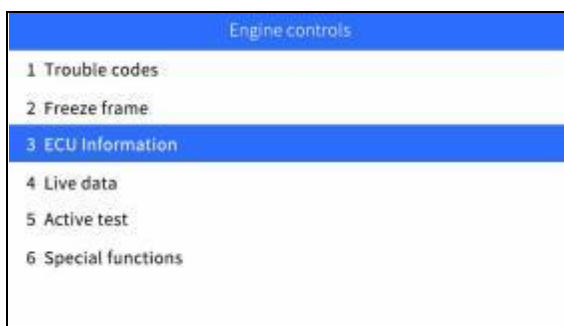 Engine controls
1 Trouble codes
2 Freeze frame
3 ECU Information
4 Live data
5 Active test
6 Special functions